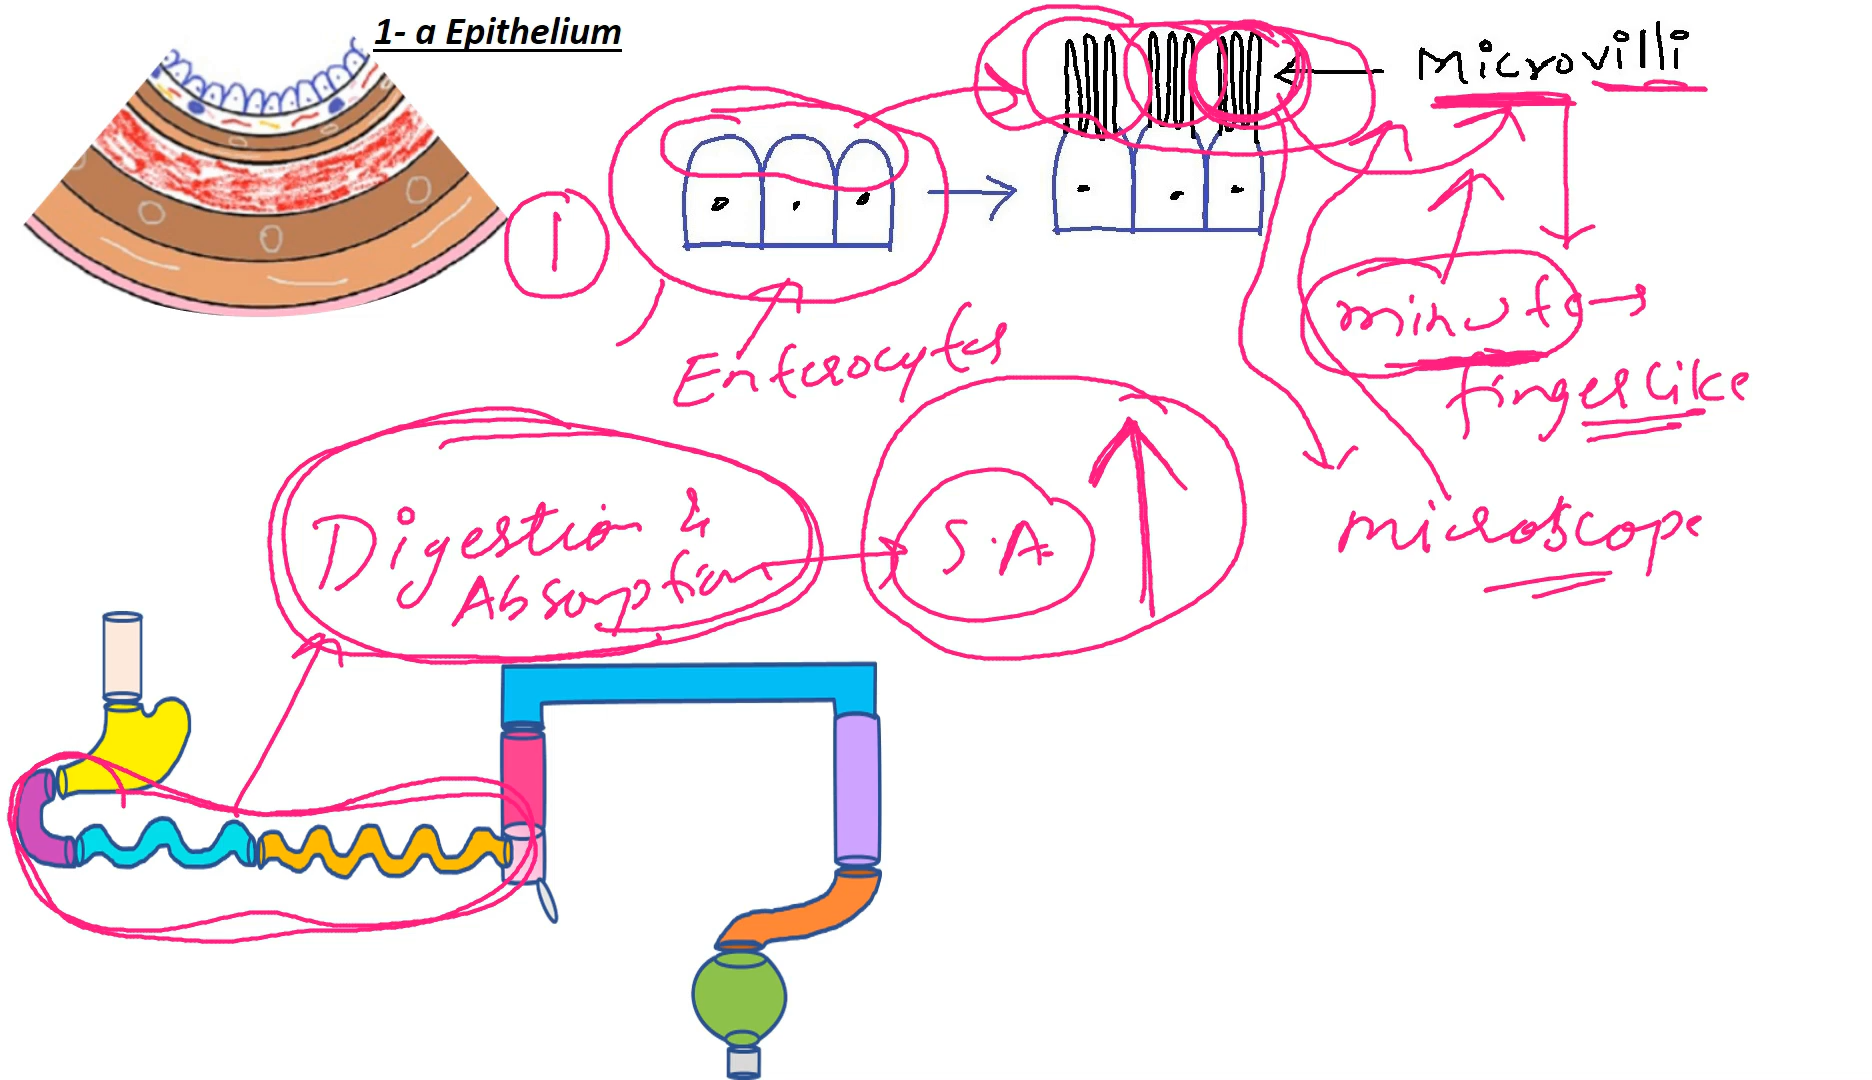 1- a Epithelium
Microvilli
1
Enterocytes
minute
finger like
Digestion &
Absorption
S.A.
microscope